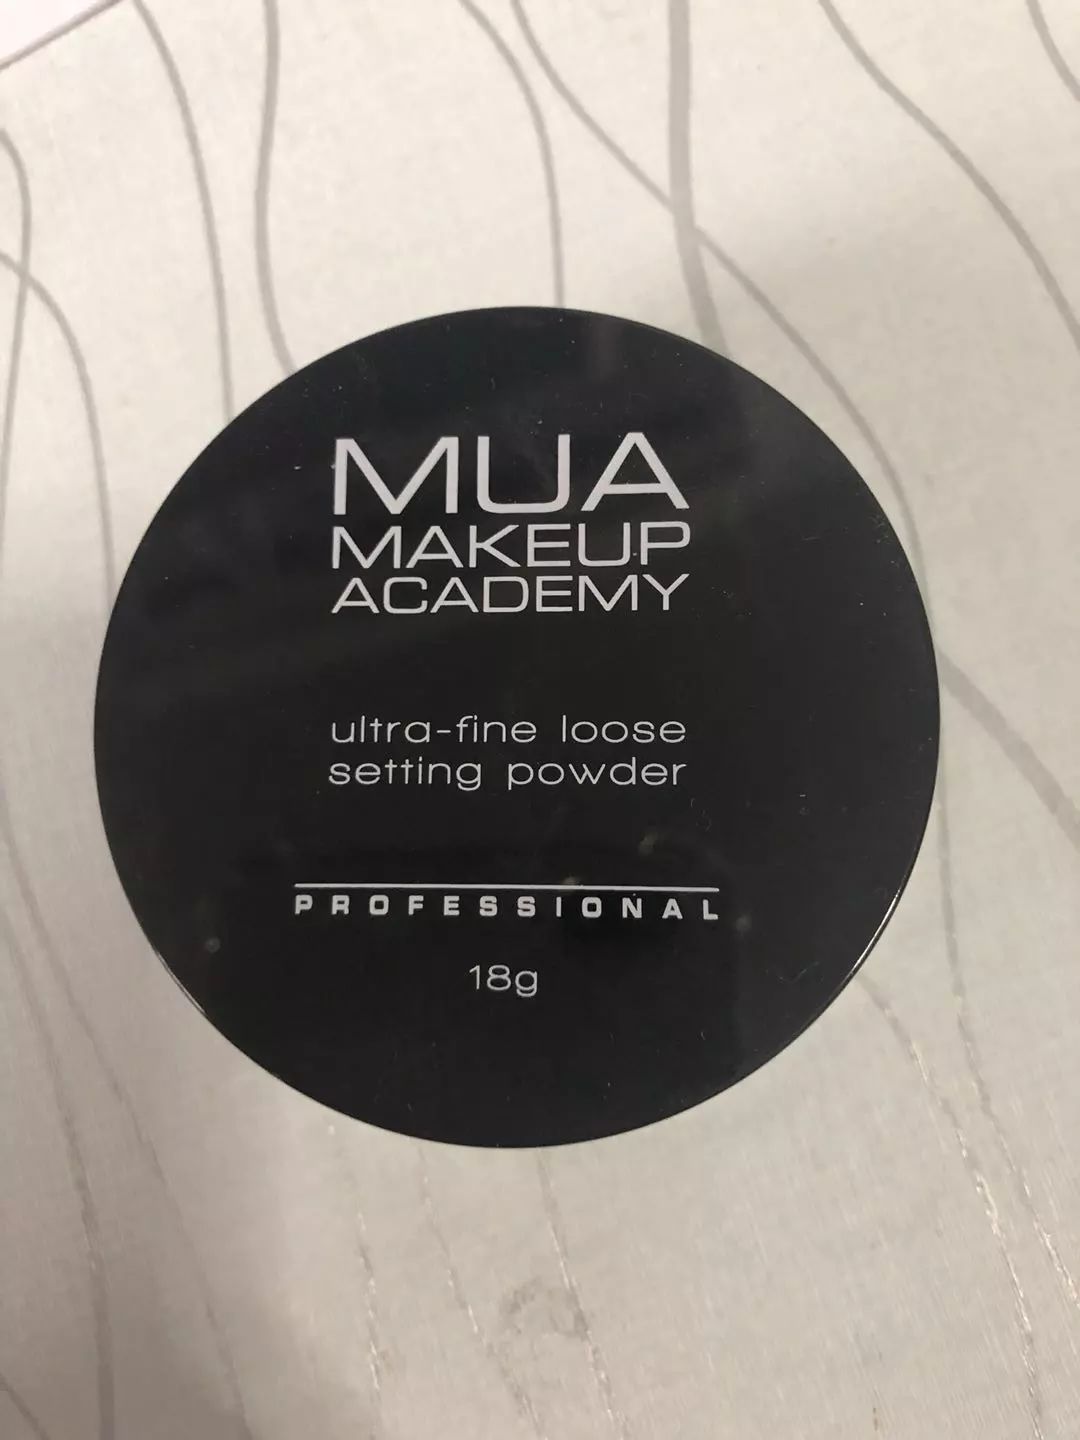 MUA
MAKEUP
ACADEMY
ultra-fine loose
setting powder
PROFESSIONAL
18g